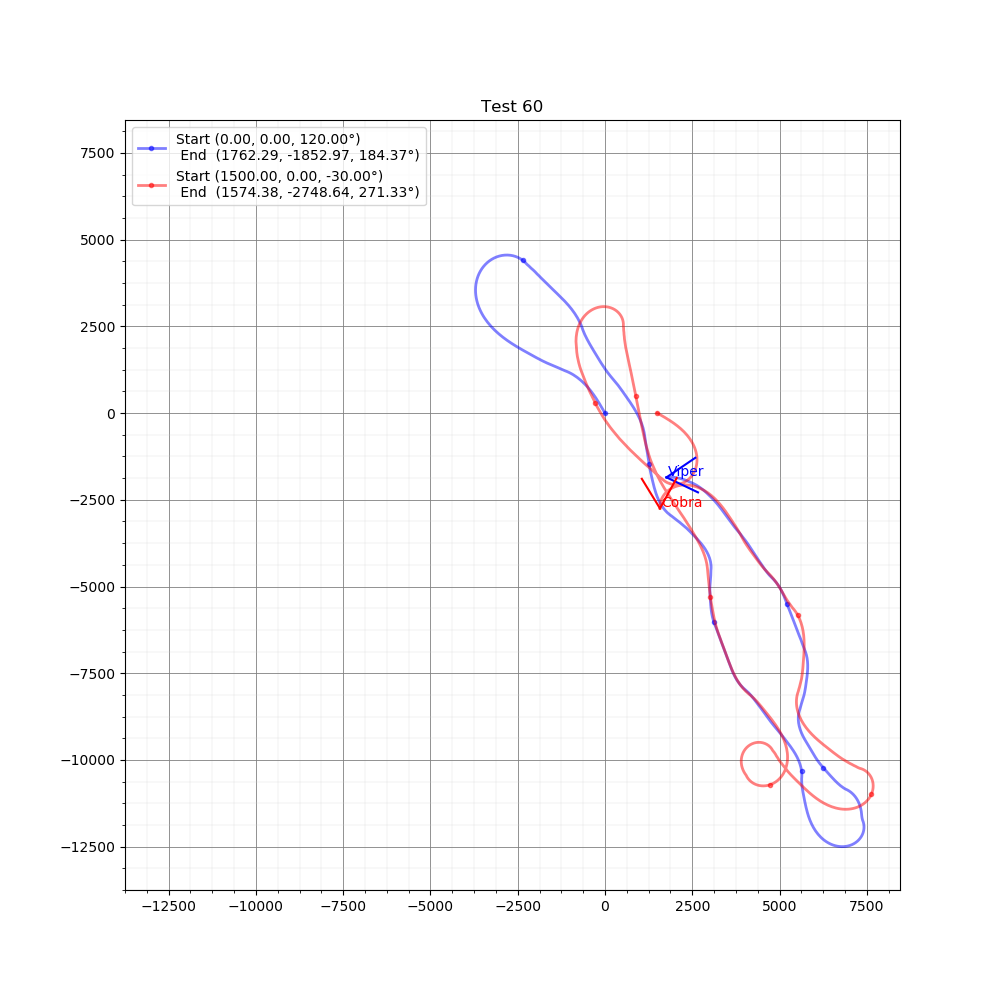 Test 60
Start (0.00, 0.00, 120.00°)
End (1762.29, -1852.97, 184.37°)
Start (1500.00, 0.00, -30.00°)
End (1574.38, -2748.64, 271.33°)
7500
5000
2500
0
−2500
−5000
−7500
−10000
−12500
Viper
Cobra
−12500 −10000 −7500 −5000 −2500 0 2500 5000 7500